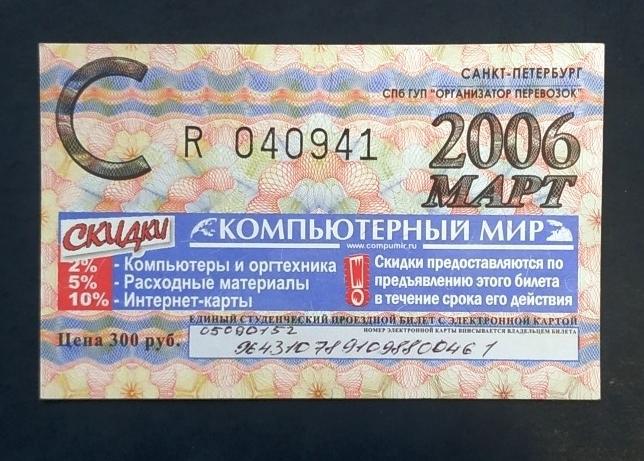 С
САНКТ-ПЕТЕРБУРГ
СПб ГУП "ОРГАНИЗАТОР ПЕРЕВОЗОК"
R 040941
2006
МАРТ
СКИДКИ
КОМПЬЮТЕРНЫЙ МИР
www.compumir.ru
2% - Компьютеры и оргтехника
5% - Расходные материалы
10% - Интернет-карты
Скидки предоставляются по
предъявлению этого билета
в течение срока его действия
ЕДИНЫЙ СТУДЕНЧЕСКИЙ ПРОЕЗДНОЙ БИЛЕТ С ЭЛЕКТРОННОЙ КАРТОЙ
Цена 300 руб.
05090152
НОМЕР ЭЛЕКТРОННОЙ КАРТЫ ВПИСЫВАЕТСЯ ВЛАДЕЛЬЦЕМ БИЛЕТА
96431078910988004 61